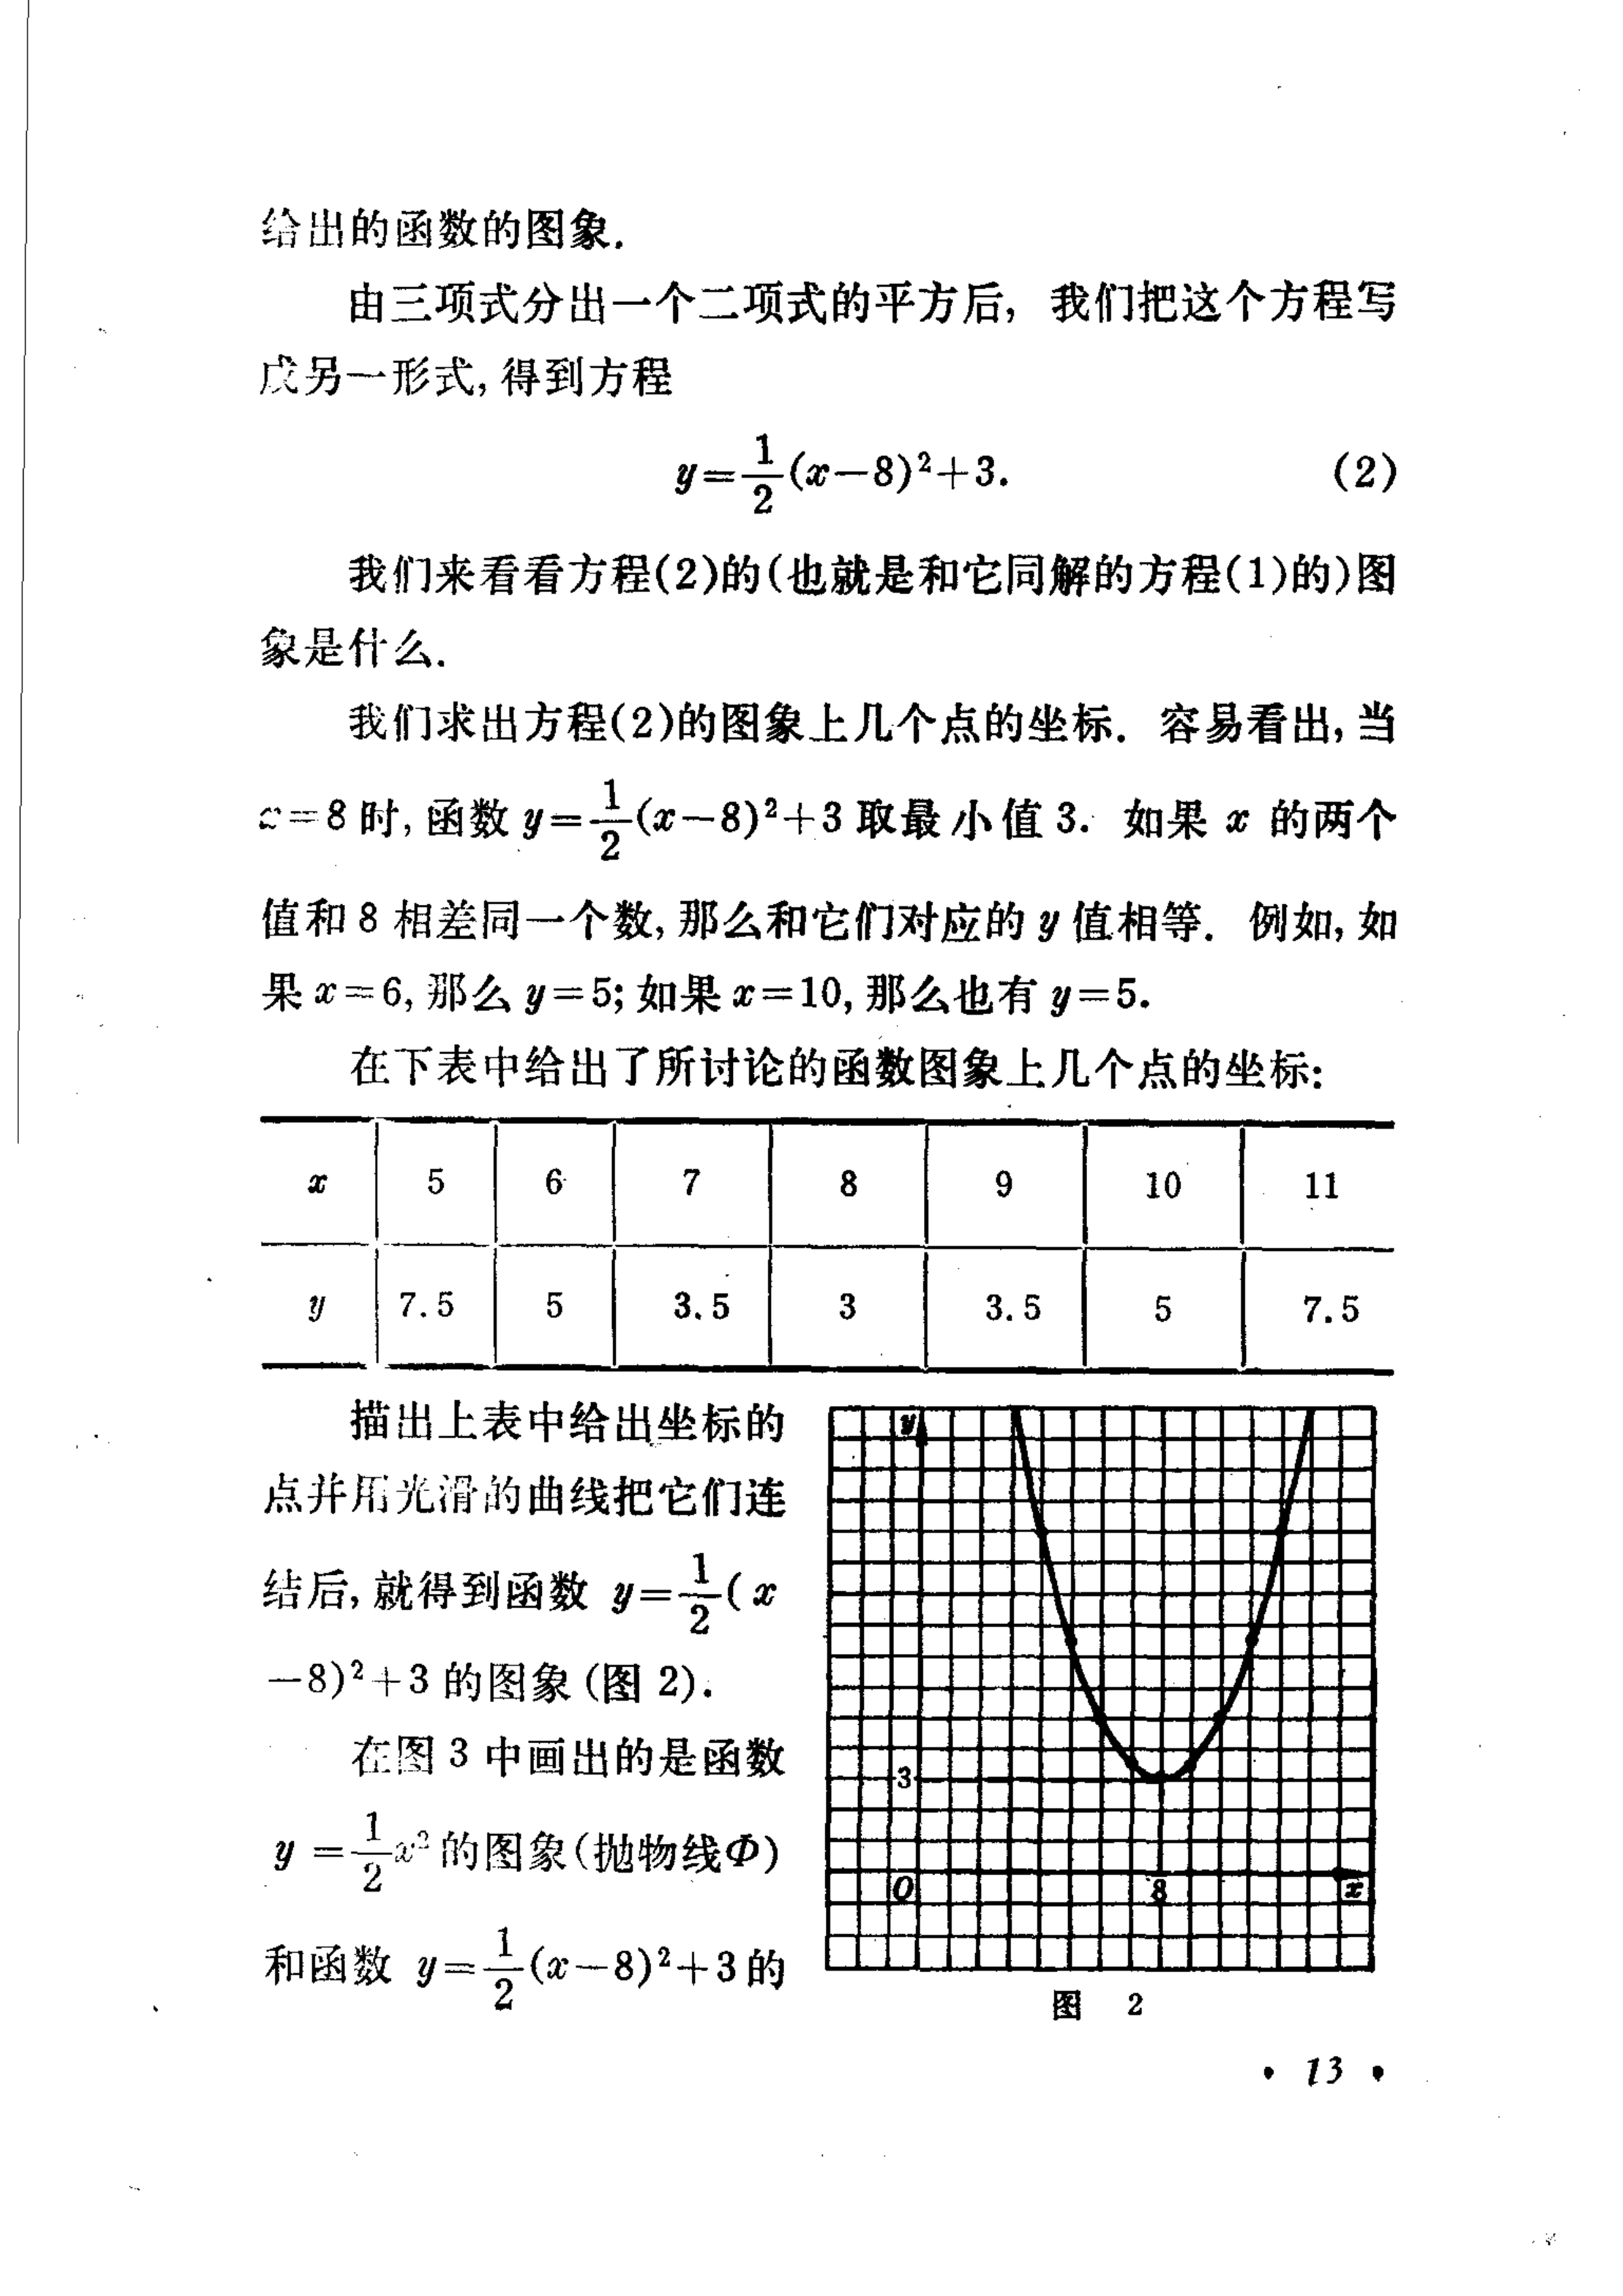 给出的函数的图象.
由三项式分出一个二项式的平方后, 我们把这个方程写
成另一形式, 得到方程
y=1/2(x-8)²+3. (2)
我们来看看方程(2)的(也就是和它同解的方程(1)的)图
象是什么.
我们求出方程(2)的图象上几个点的坐标. 容易看出, 当
x=8时, 函数 y=1/2(x-8)²+3取最小值3. 如果 x 的两个
值和8相差同一个数, 那么和它们对应的 y 值相等. 例如, 如
果 x=6, 那么 y=5; 如果 x=10, 那么也有 y=5.
在下表中给出了所讨论的函数图象上几个点的坐标:
x 5 6 7 8 9 10 11
y 7.5 5 3.5 3 3.5 5 7.5
描出上表中给出坐标的
点并用光滑的曲线把它们连
结后, 就得到函数 y=1/2(x
-8)²+3的图象(图2).
在图3中画出的是函数
y=1/2x²的图象(抛物线Φ)
和函数 y=1/2(x-8)²+3的
y
3
O 8 x
图 2
· 13 ·